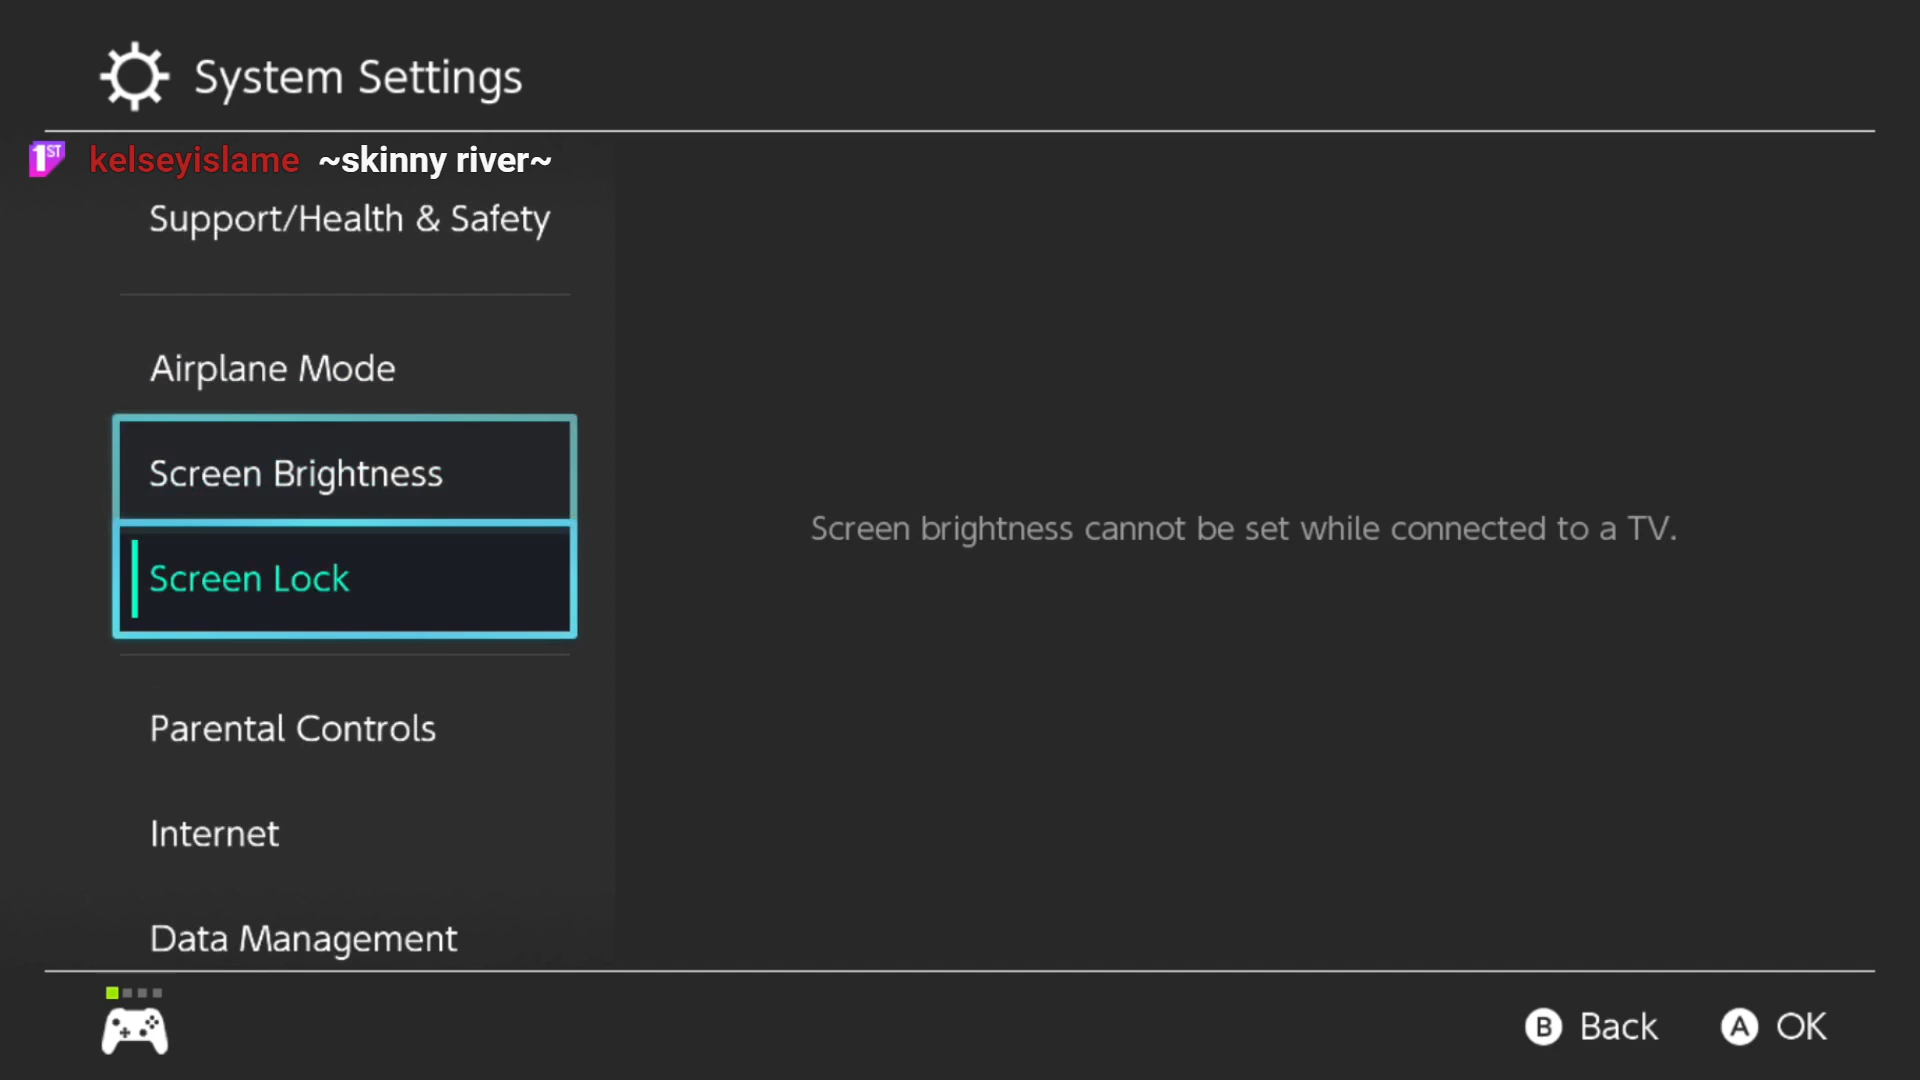 System Settings
1ST kelseyislame ~skinny river~
Support/Health & Safety
Airplane Mode
Screen Brightness
Screen brightness cannot be set while connected to a TV.
Screen Lock
Parental Controls
Internet
Data Management
B Back A OK